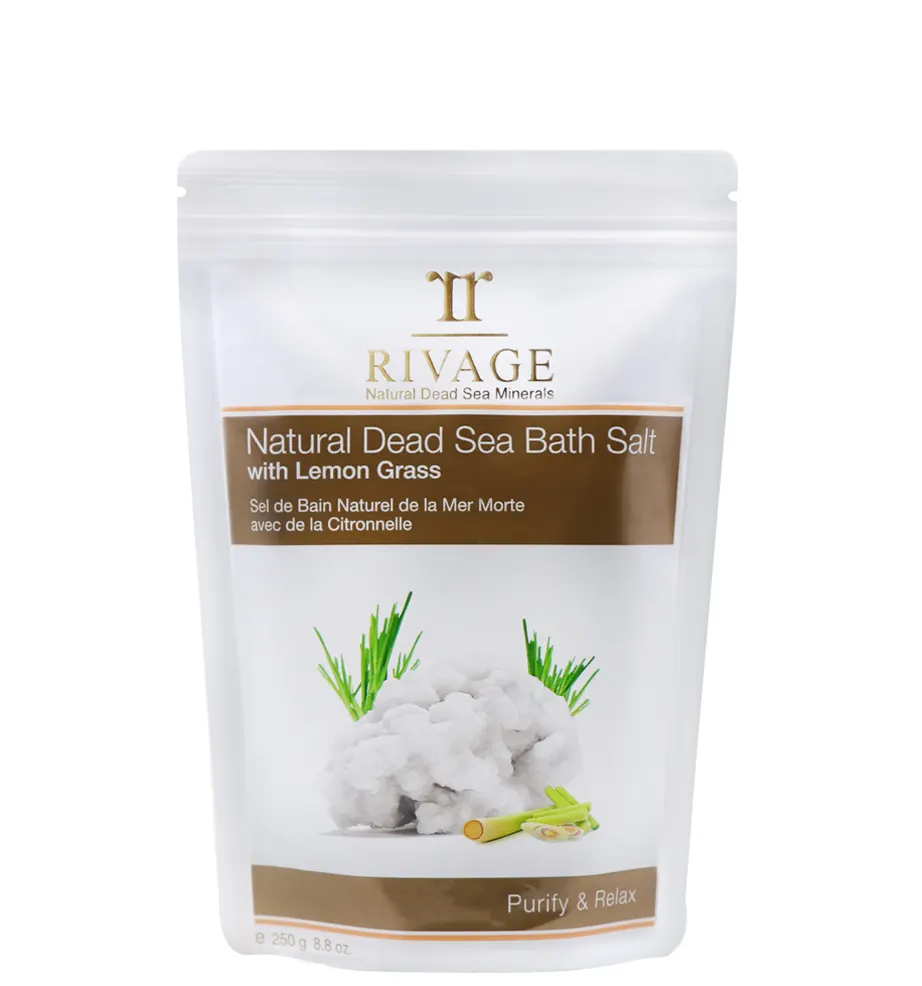 RIVAGE
Natural Dead Sea Minerals
Natural Dead Sea Bath Salt
with Lemon Grass
Sel de Bain Naturel de la Mer Morte
avec de la Citronnelle
Purify & Relax
℮ 250 g 8.8 oz.